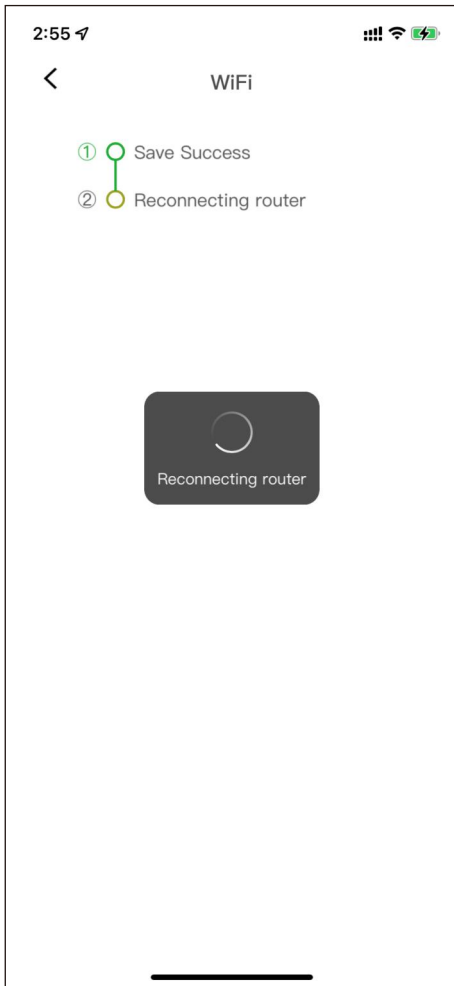 2:55
WiFi
① Save Success
② Reconnecting router
Reconnecting router